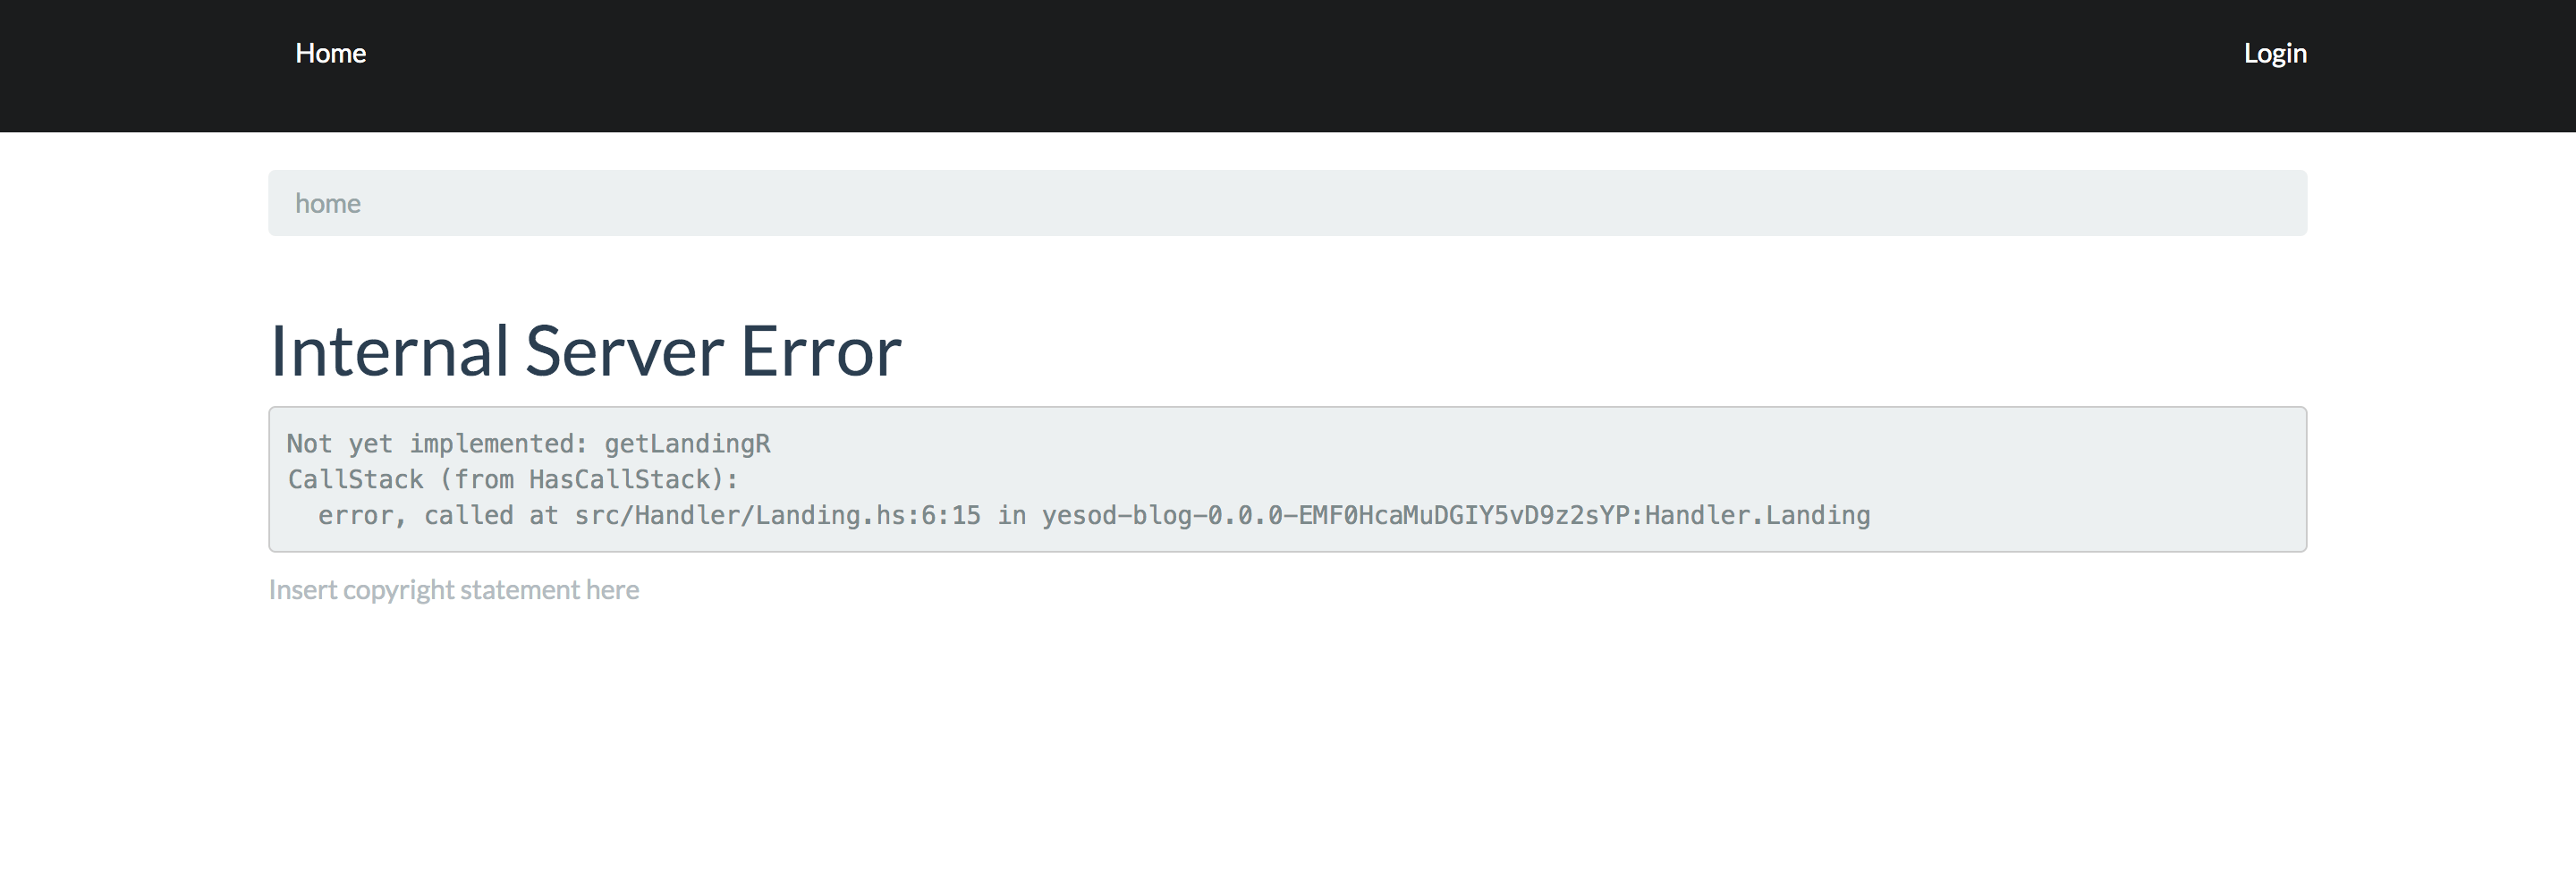 Home
Login
home
Internal Server Error
Not yet implemented: getLandingR
CallStack (from HasCallStack):
  error, called at src/Handler/Landing.hs:6:15 in yesod-blog-0.0.0-EMF0HcaMuDGIY5vD9z2sYP:Handler.Landing
Insert copyright statement here